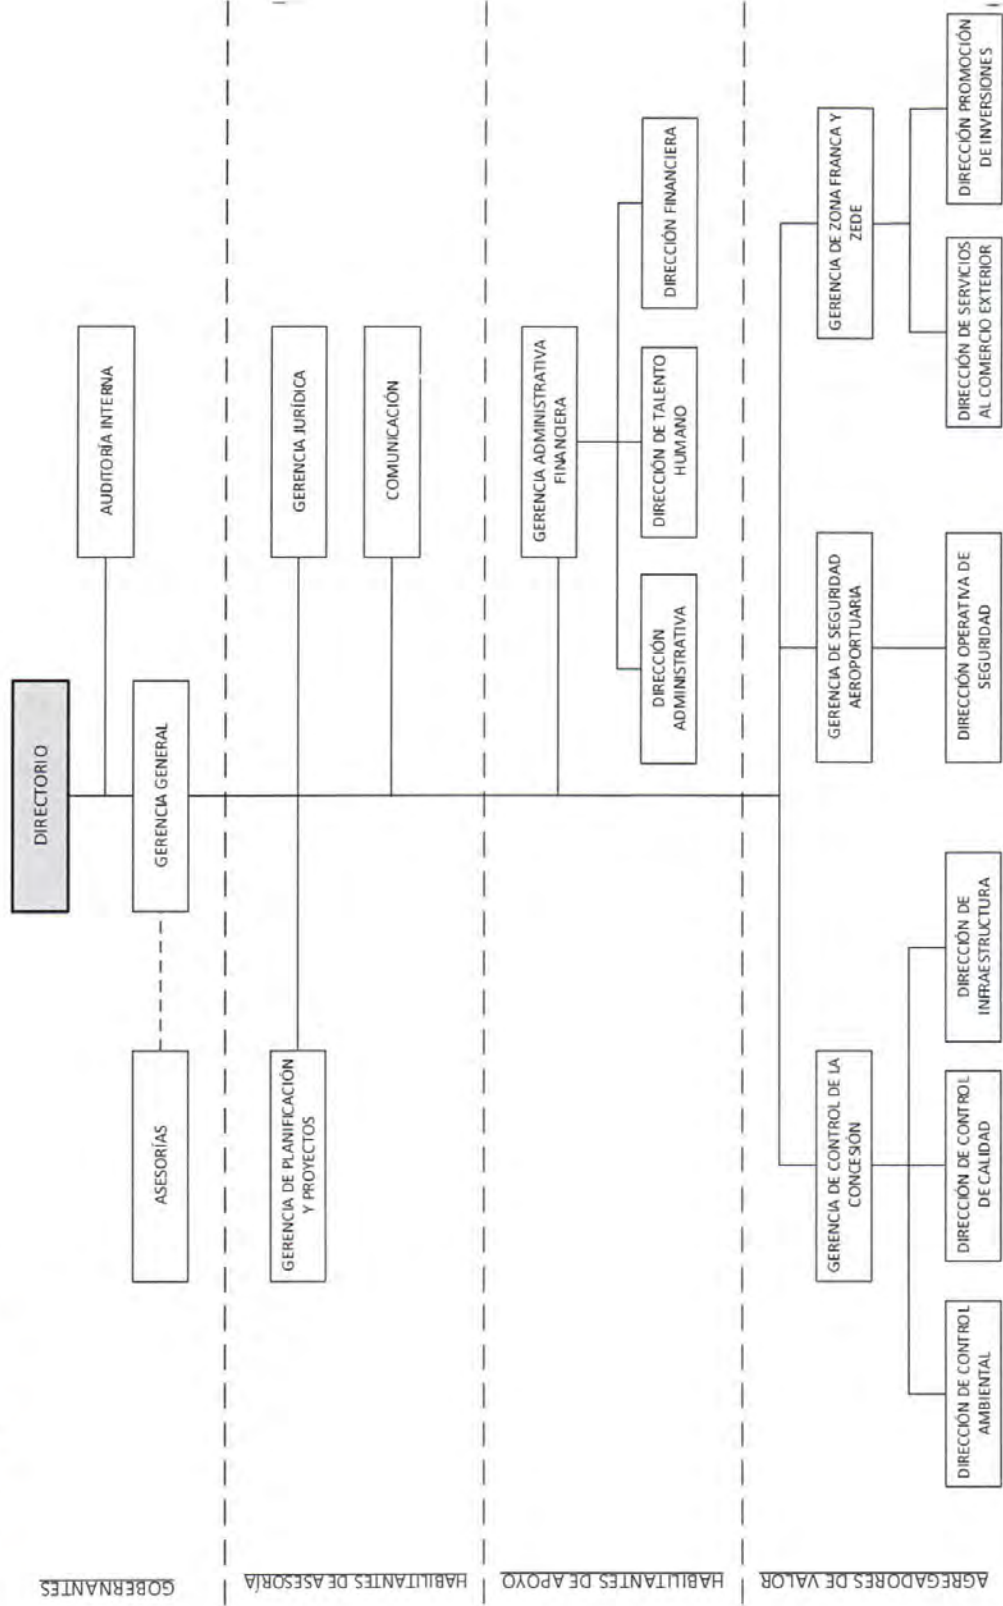 DIRECTORIO
AUDITORÍA INTERNA
ASESORÍAS
GERENCIA GENERAL
GOBERNANTES
GERENCIA DE PLANIFICACIÓN
Y PROYECTOS
GERENCIA JURÍDICA
COMUNICACIÓN
HABILITANTES DE ASESORÍA
GERENCIA ADMINISTRATIVA
FINANCIERA
DIRECCIÓN
ADMINISTRATIVA
DIRECCIÓN DE TALENTO
HUMANO
DIRECCIÓN FINANCIERA
HABILITANTES DE APOYO
GERENCIA DE CONTROL DE LA
CONCESIÓN
GERENCIA DE SEGURIDAD
AEROPORTUARIA
GERENCIA DE ZONA FRANCA Y
ZEDE
DIRECCIÓN DE CONTROL
AMBIENTAL
DIRECCIÓN DE CONTROL
DE CALIDAD
DIRECCIÓN DE
INFRAESTRUCTURA
DIRECCIÓN OPERATIVA DE
SEGURIDAD
DIRECCIÓN DE SERVICIOS
AL COMERCIO EXTERIOR
DIRECCIÓN PROMOCIÓN
DE INVERSIONES
AGREGADORES DE VALOR